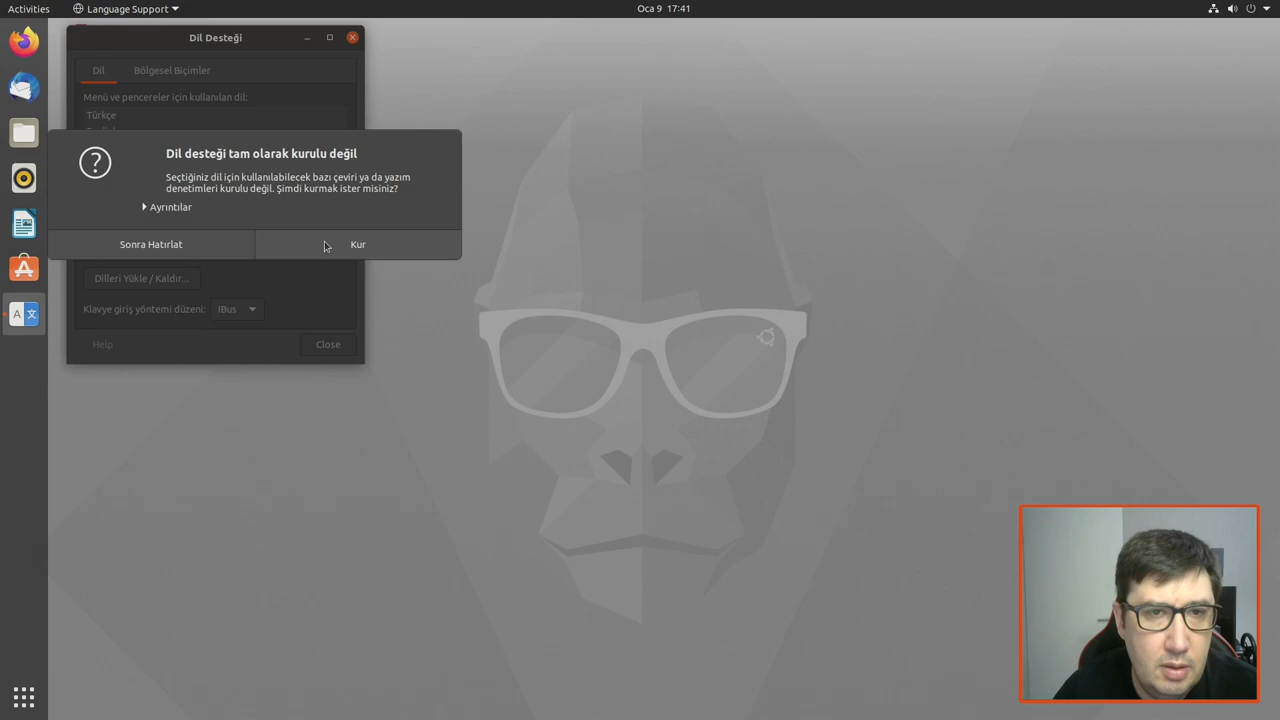 Activities
Language Support
Oca 9 17:41
Dil Desteği
Dil
Bölgesel Biçimler
Menü ve pencereler için kullanılan dil:
Türkçe
Dil desteği tam olarak kurulu değil
Seçtiğiniz dil için kullanılabilecek bazı çeviri ya da yazım
denetimleri kurulu değil. Şimdi kurmak ister misiniz?
Ayrıntılar
Sonra Hatırlat
Kur
Dilleri Yükle / Kaldır...
Klavye giriş yöntemi düzeni:
IBus
Help
Close